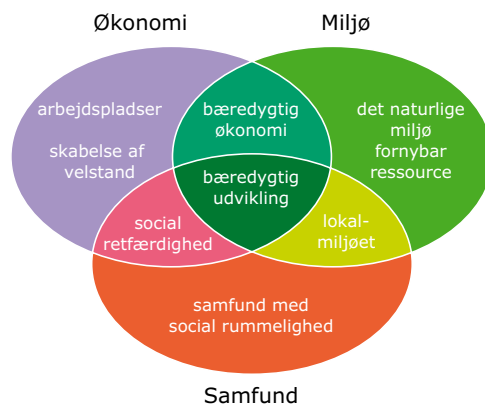 Økonomi
Miljø
arbejdspladser
skabelse af
velstand
bæredygtig
økonomi
det naturlige
miljø
fornybar
ressource
bæredygtig
udvikling
social
retfærdighed
lokal-
miljøet
samfund med
social rummelighed
Samfund